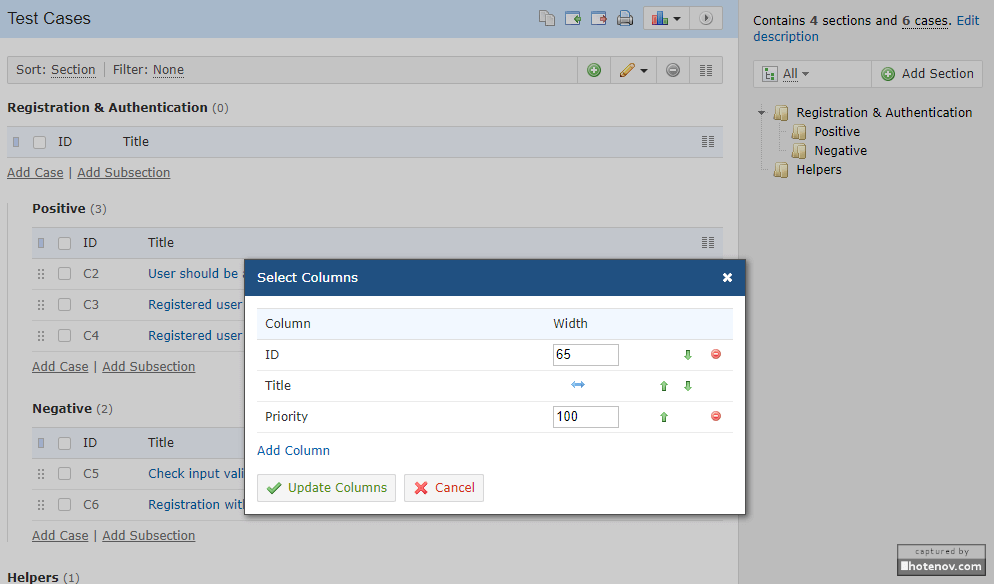 Test Cases
Sort: Section Filter: None
Registration & Authentication (0)
ID Title
Add Case | Add Subsection
Positive (3)
ID Title
C2 User should be
C3 Registered user
C4 Registered user
Add Case | Add Subsection
Negative (2)
ID Title
C5 Check input vali
C6 Registration wit
Add Case | Add Subsection
Helpers (1)
Select Columns
Column Width
ID 65
Title
Priority 100
Add Column
Update Columns Cancel
Contains 4 sections and 6 cases. Edit
description
All Add Section
Registration & Authentication
Positive
Negative
Helpers
captured by
hotenov.com